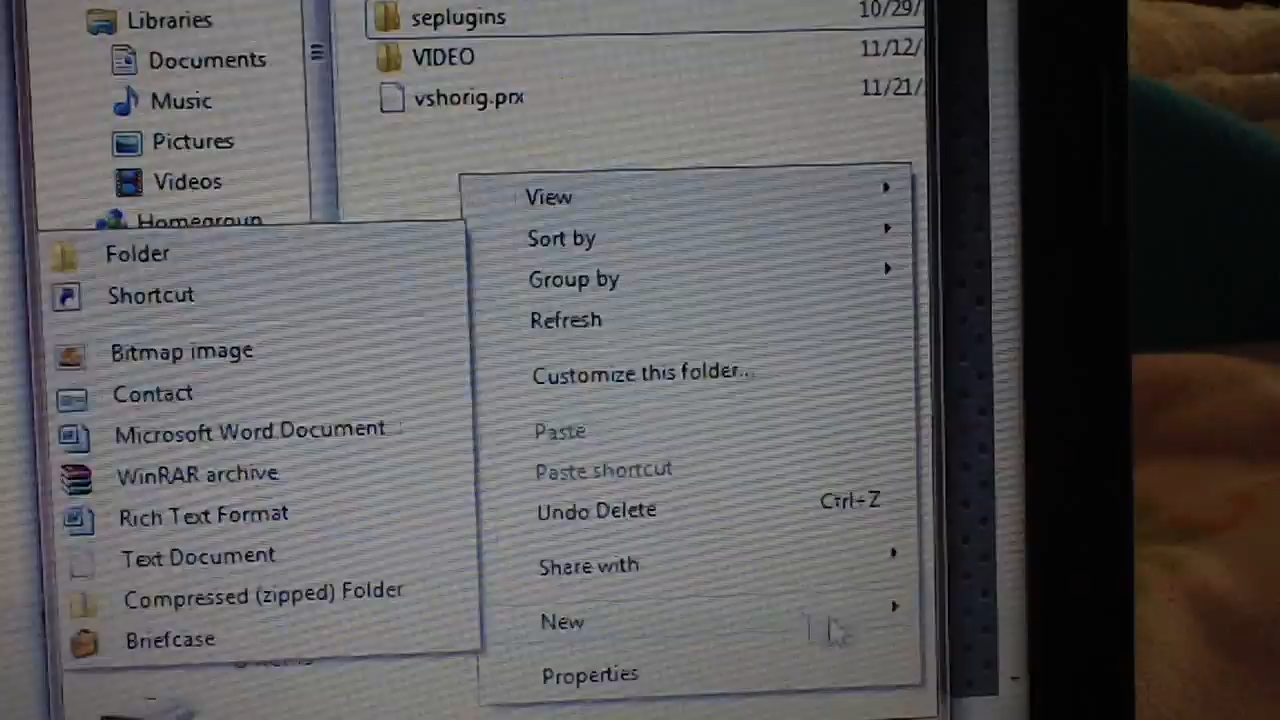 Libraries
Documents
Music
Pictures
Videos
Homegroup
seplugins 10/29/
VIDEO 11/12/
vshorig.prx 11/21/
Folder
Shortcut
Bitmap image
Contact
Microsoft Word Document
WinRAR archive
Rich Text Format
Text Document
Compressed (zipped) Folder
Briefcase
View
Sort by
Group by
Refresh
Customize this folder...
Paste
Paste shortcut
Undo Delete Ctrl+Z
Share with
New
Properties